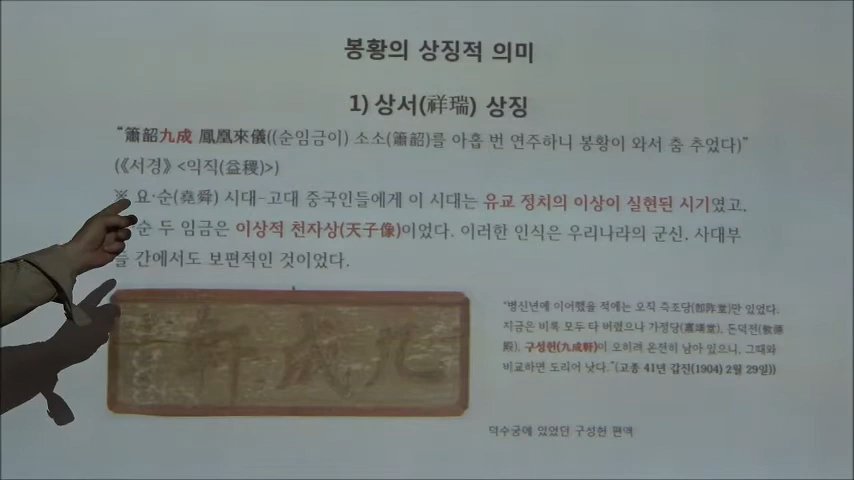 봉황의 상징적 의미
1) 상서(祥瑞) 상징
"簫韶九成 鳳凰來儀((순임금이) 소소(簫韶)를 아홉 번 연주하니 봉황이 와서 춤 추었다)"
(《서경》 <익직(益稷)>)
※ 요·순(堯舜) 시대-고대 중국인들에게 이 시대는 유교 정치의 이상이 실현된 시기였고,
순 두 임금은 이상적 천자상(天子像)이었다. 이러한 인식은 우리나라의 군신, 사대부
들 간에서도 보편적인 것이었다.
軒成九
"병신년에 이어했을 적에는 오직 즉조당(卽阼堂)만 있었다.
지금은 비록 모두 타 버렸으나 가정당(嘉靖堂), 돈덕전(敦德
殿), 구성헌(九成軒)이 오히려 온전히 남아 있으니, 그때와
비교하면 도리어 낫다."(고종 41년 갑진(1904) 2월 29일))
덕수궁에 있었던 구성헌 편액